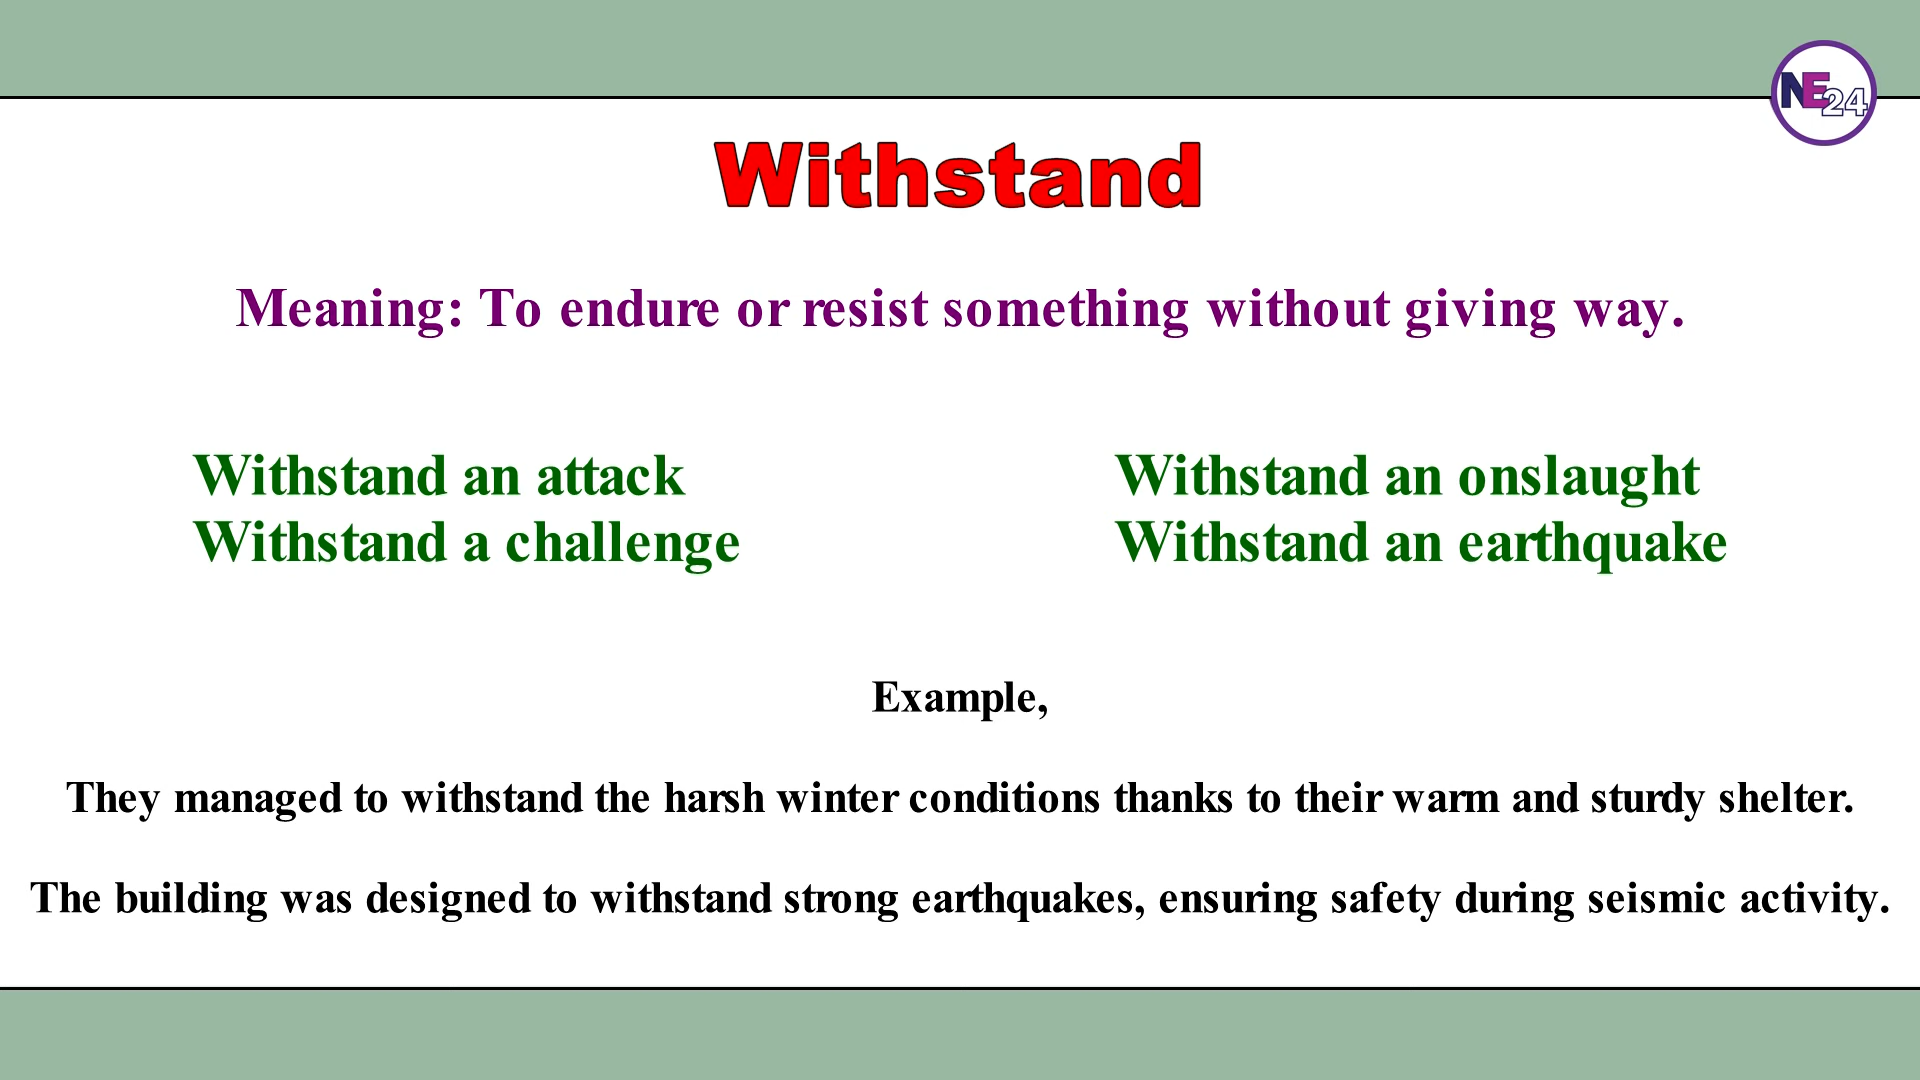 NE24
Withstand
Meaning: To endure or resist something without giving way.
Withstand an attack
Withstand a challenge
Withstand an onslaught
Withstand an earthquake
Example,
They managed to withstand the harsh winter conditions thanks to their warm and sturdy shelter.
The building was designed to withstand strong earthquakes, ensuring safety during seismic activity.